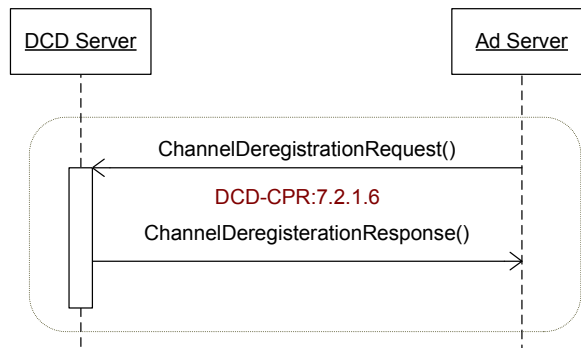 DCD Server
Ad Server
ChannelDeregistrationRequest()
DCD-CPR:7.2.1.6
ChannelDeregisterationResponse()